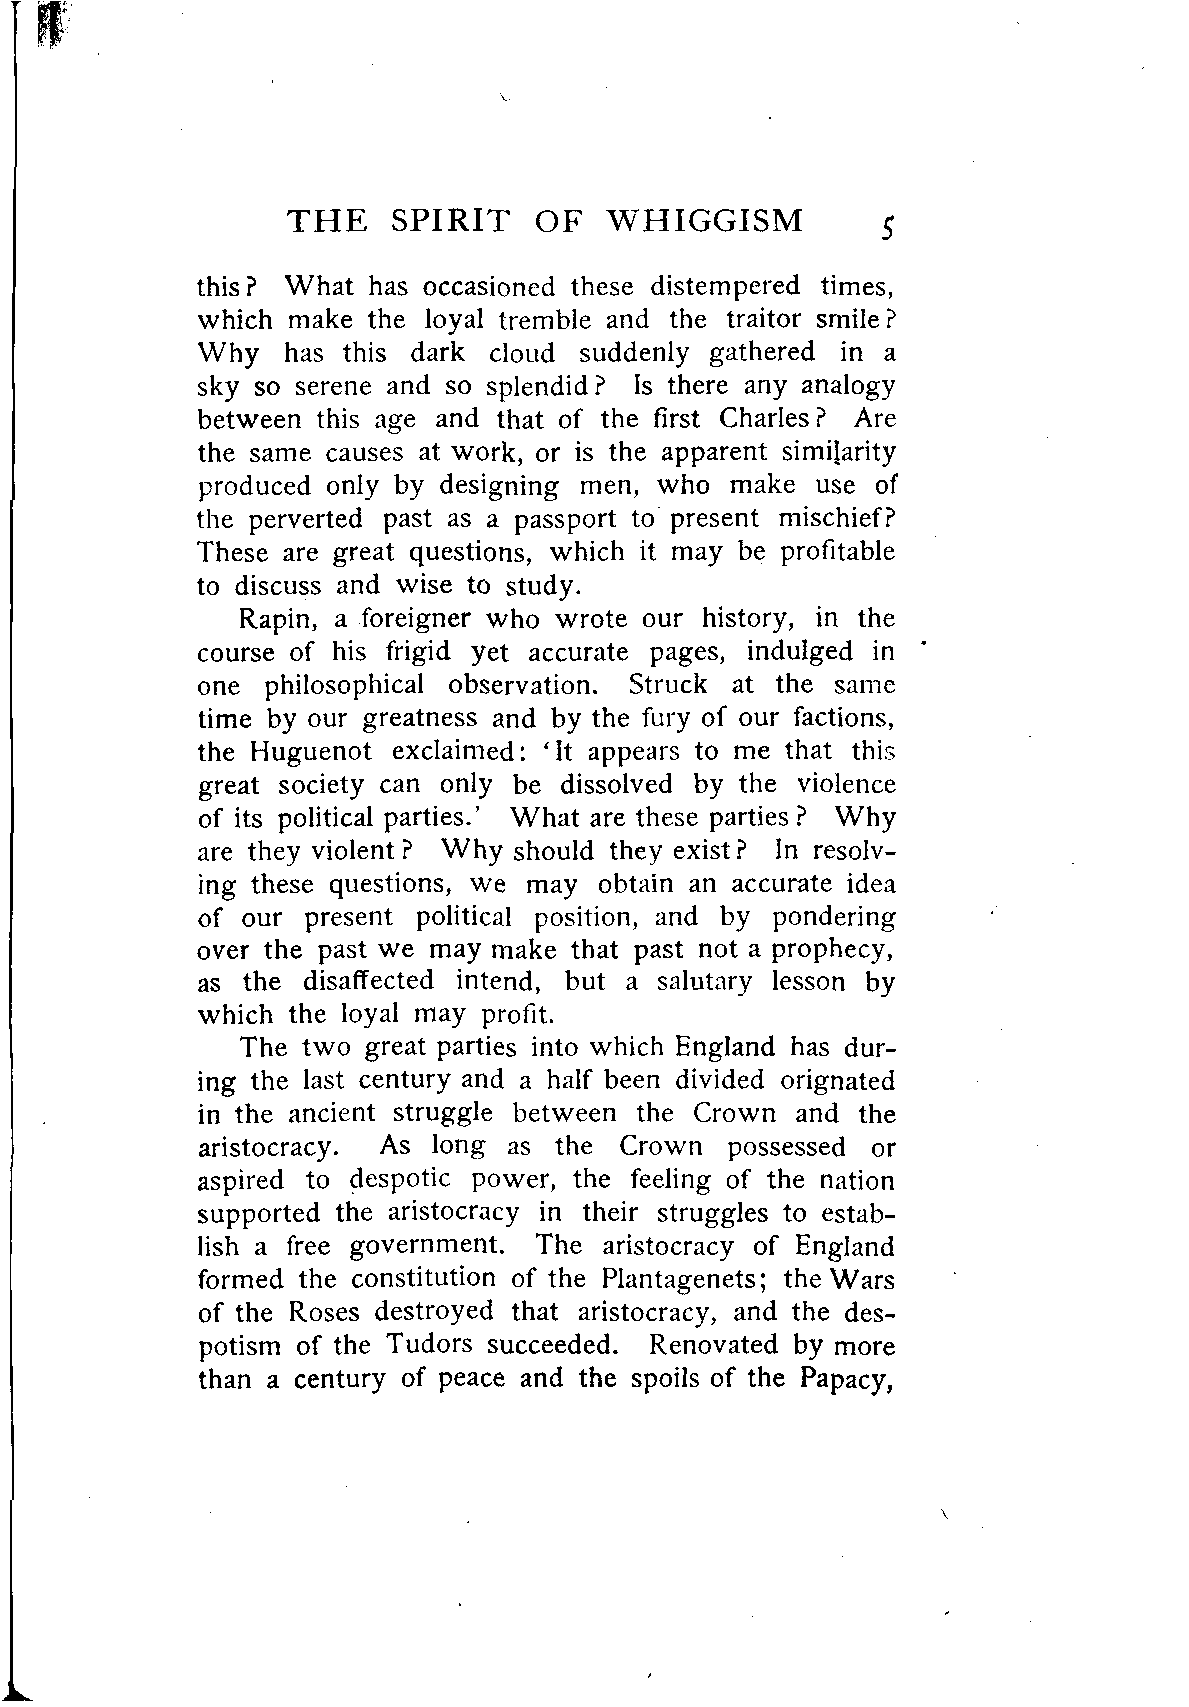 THE SPIRIT OF WHIGGISM 5
this? What has occasioned these distempered times,
which make the loyal tremble and the traitor smile?
Why has this dark cloud suddenly gathered in a
sky so serene and so splendid? Is there any analogy
between this age and that of the first Charles? Are
the same causes at work, or is the apparent similarity
produced only by designing men, who make use of
the perverted past as a passport to present mischief?
These are great questions, which it may be profitable
to discuss and wise to study.
Rapin, a foreigner who wrote our history, in the
course of his frigid yet accurate pages, indulged in
one philosophical observation. Struck at the same
time by our greatness and by the fury of our factions,
the Huguenot exclaimed: 'It appears to me that this
great society can only be dissolved by the violence
of its political parties.' What are these parties? Why
are they violent? Why should they exist? In resolv-
ing these questions, we may obtain an accurate idea
of our present political position, and by pondering
over the past we may make that past not a prophecy,
as the disaffected intend, but a salutary lesson by
which the loyal may profit.
The two great parties into which England has dur-
ing the last century and a half been divided orignated
in the ancient struggle between the Crown and the
aristocracy. As long as the Crown possessed or
aspired to despotic power, the feeling of the nation
supported the aristocracy in their struggles to estab-
lish a free government. The aristocracy of England
formed the constitution of the Plantagenets; the Wars
of the Roses destroyed that aristocracy, and the des-
potism of the Tudors succeeded. Renovated by more
than a century of peace and the spoils of the Papacy,